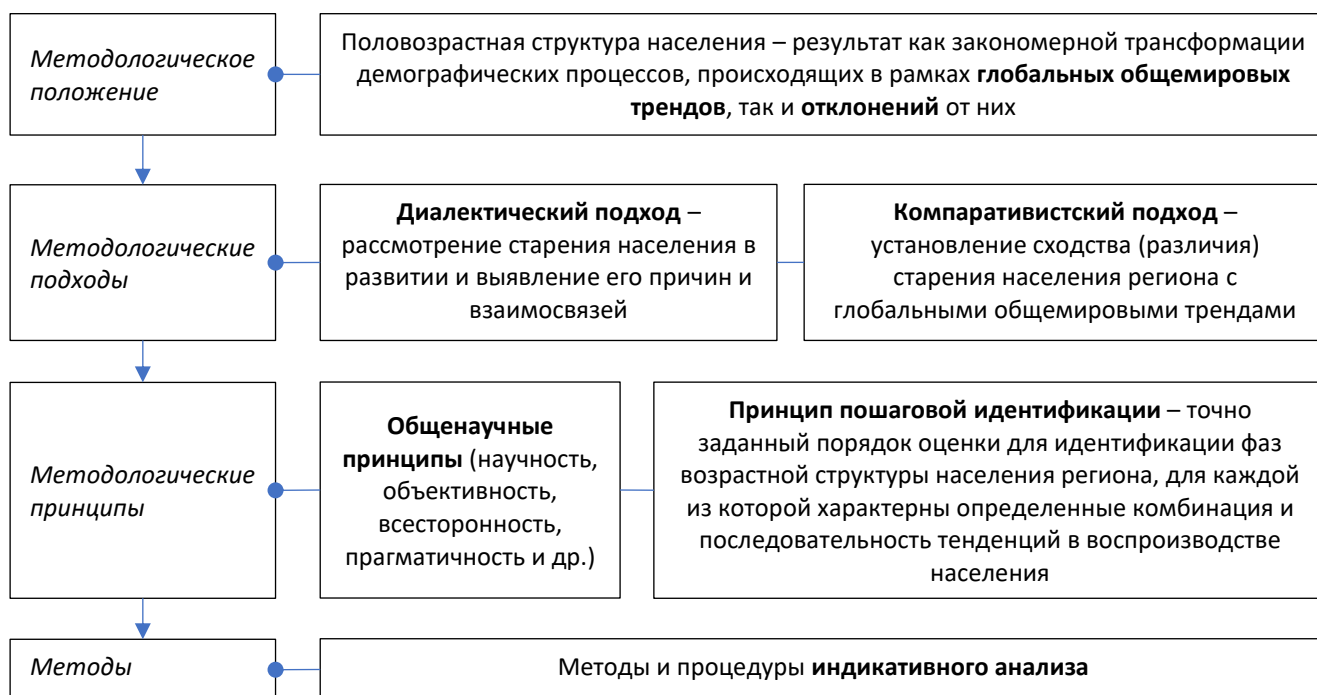 Методологическое
положение
Половозрастная структура населения – результат как закономерной трансформации
демографических процессов, происходящих в рамках глобальных общемировых
трендов, так и отклонений от них
Методологические
подходы
Диалектический подход –
рассмотрение старения населения в
развитии и выявление его причин и
взаимосвязей
Компаративистский подход –
установление сходства (различия)
старения населения региона с
глобальными общемировыми трендами
Методологические
принципы
Общенаучные
принципы (научность,
объективность,
всесторонность,
прагматичность и др.)
Принцип пошаговой идентификации – точно
заданный порядок оценки для идентификации фаз
возрастной структуры населения региона, для каждой
из которой характерны определенные комбинация и
последовательность тенденций в воспроизводстве
населения
Методы
Методы и процедуры индикативного анализа